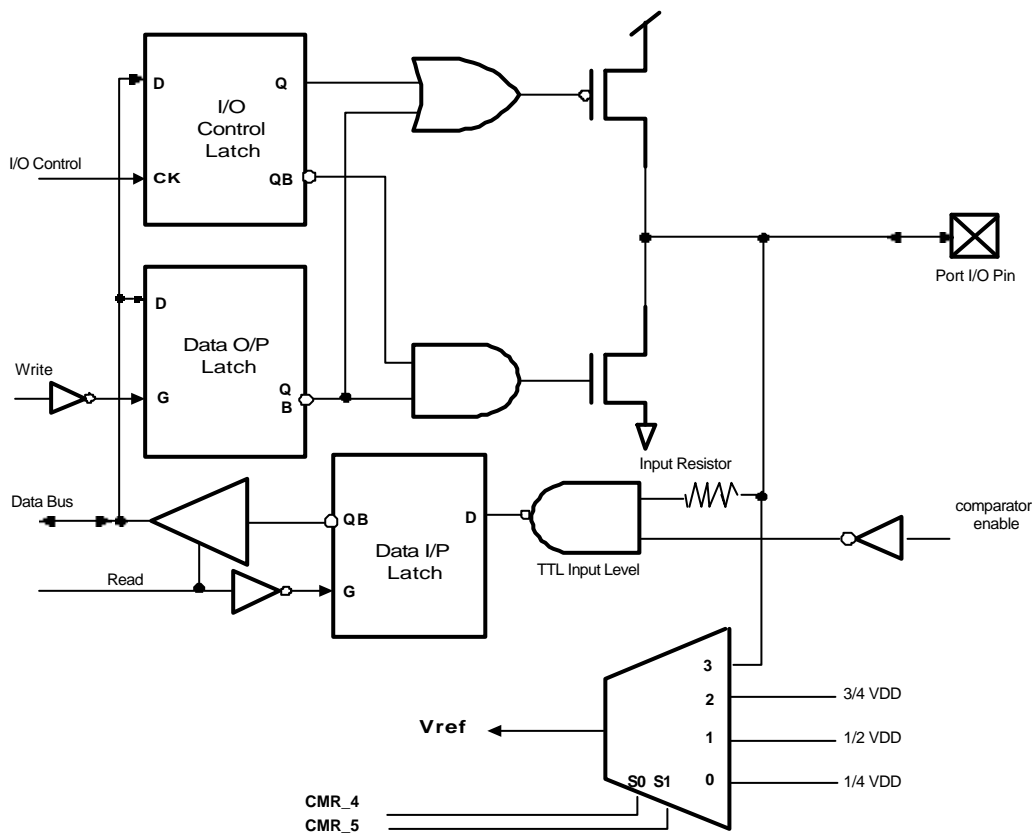 D
Q
I/O
Control
Latch
I/O Control
CK
QB
Port I/O Pin
D
Data O/P
Latch
Write
G
Q
B
Input Resistor
Data Bus
QB
D
comparator
enable
Data I/P
Latch
TTL Input Level
Read
G
3
2
3/4 VDD
Vref
1
1/2 VDD
0
1/4 VDD
S0 S1
CMR_4
CMR_5